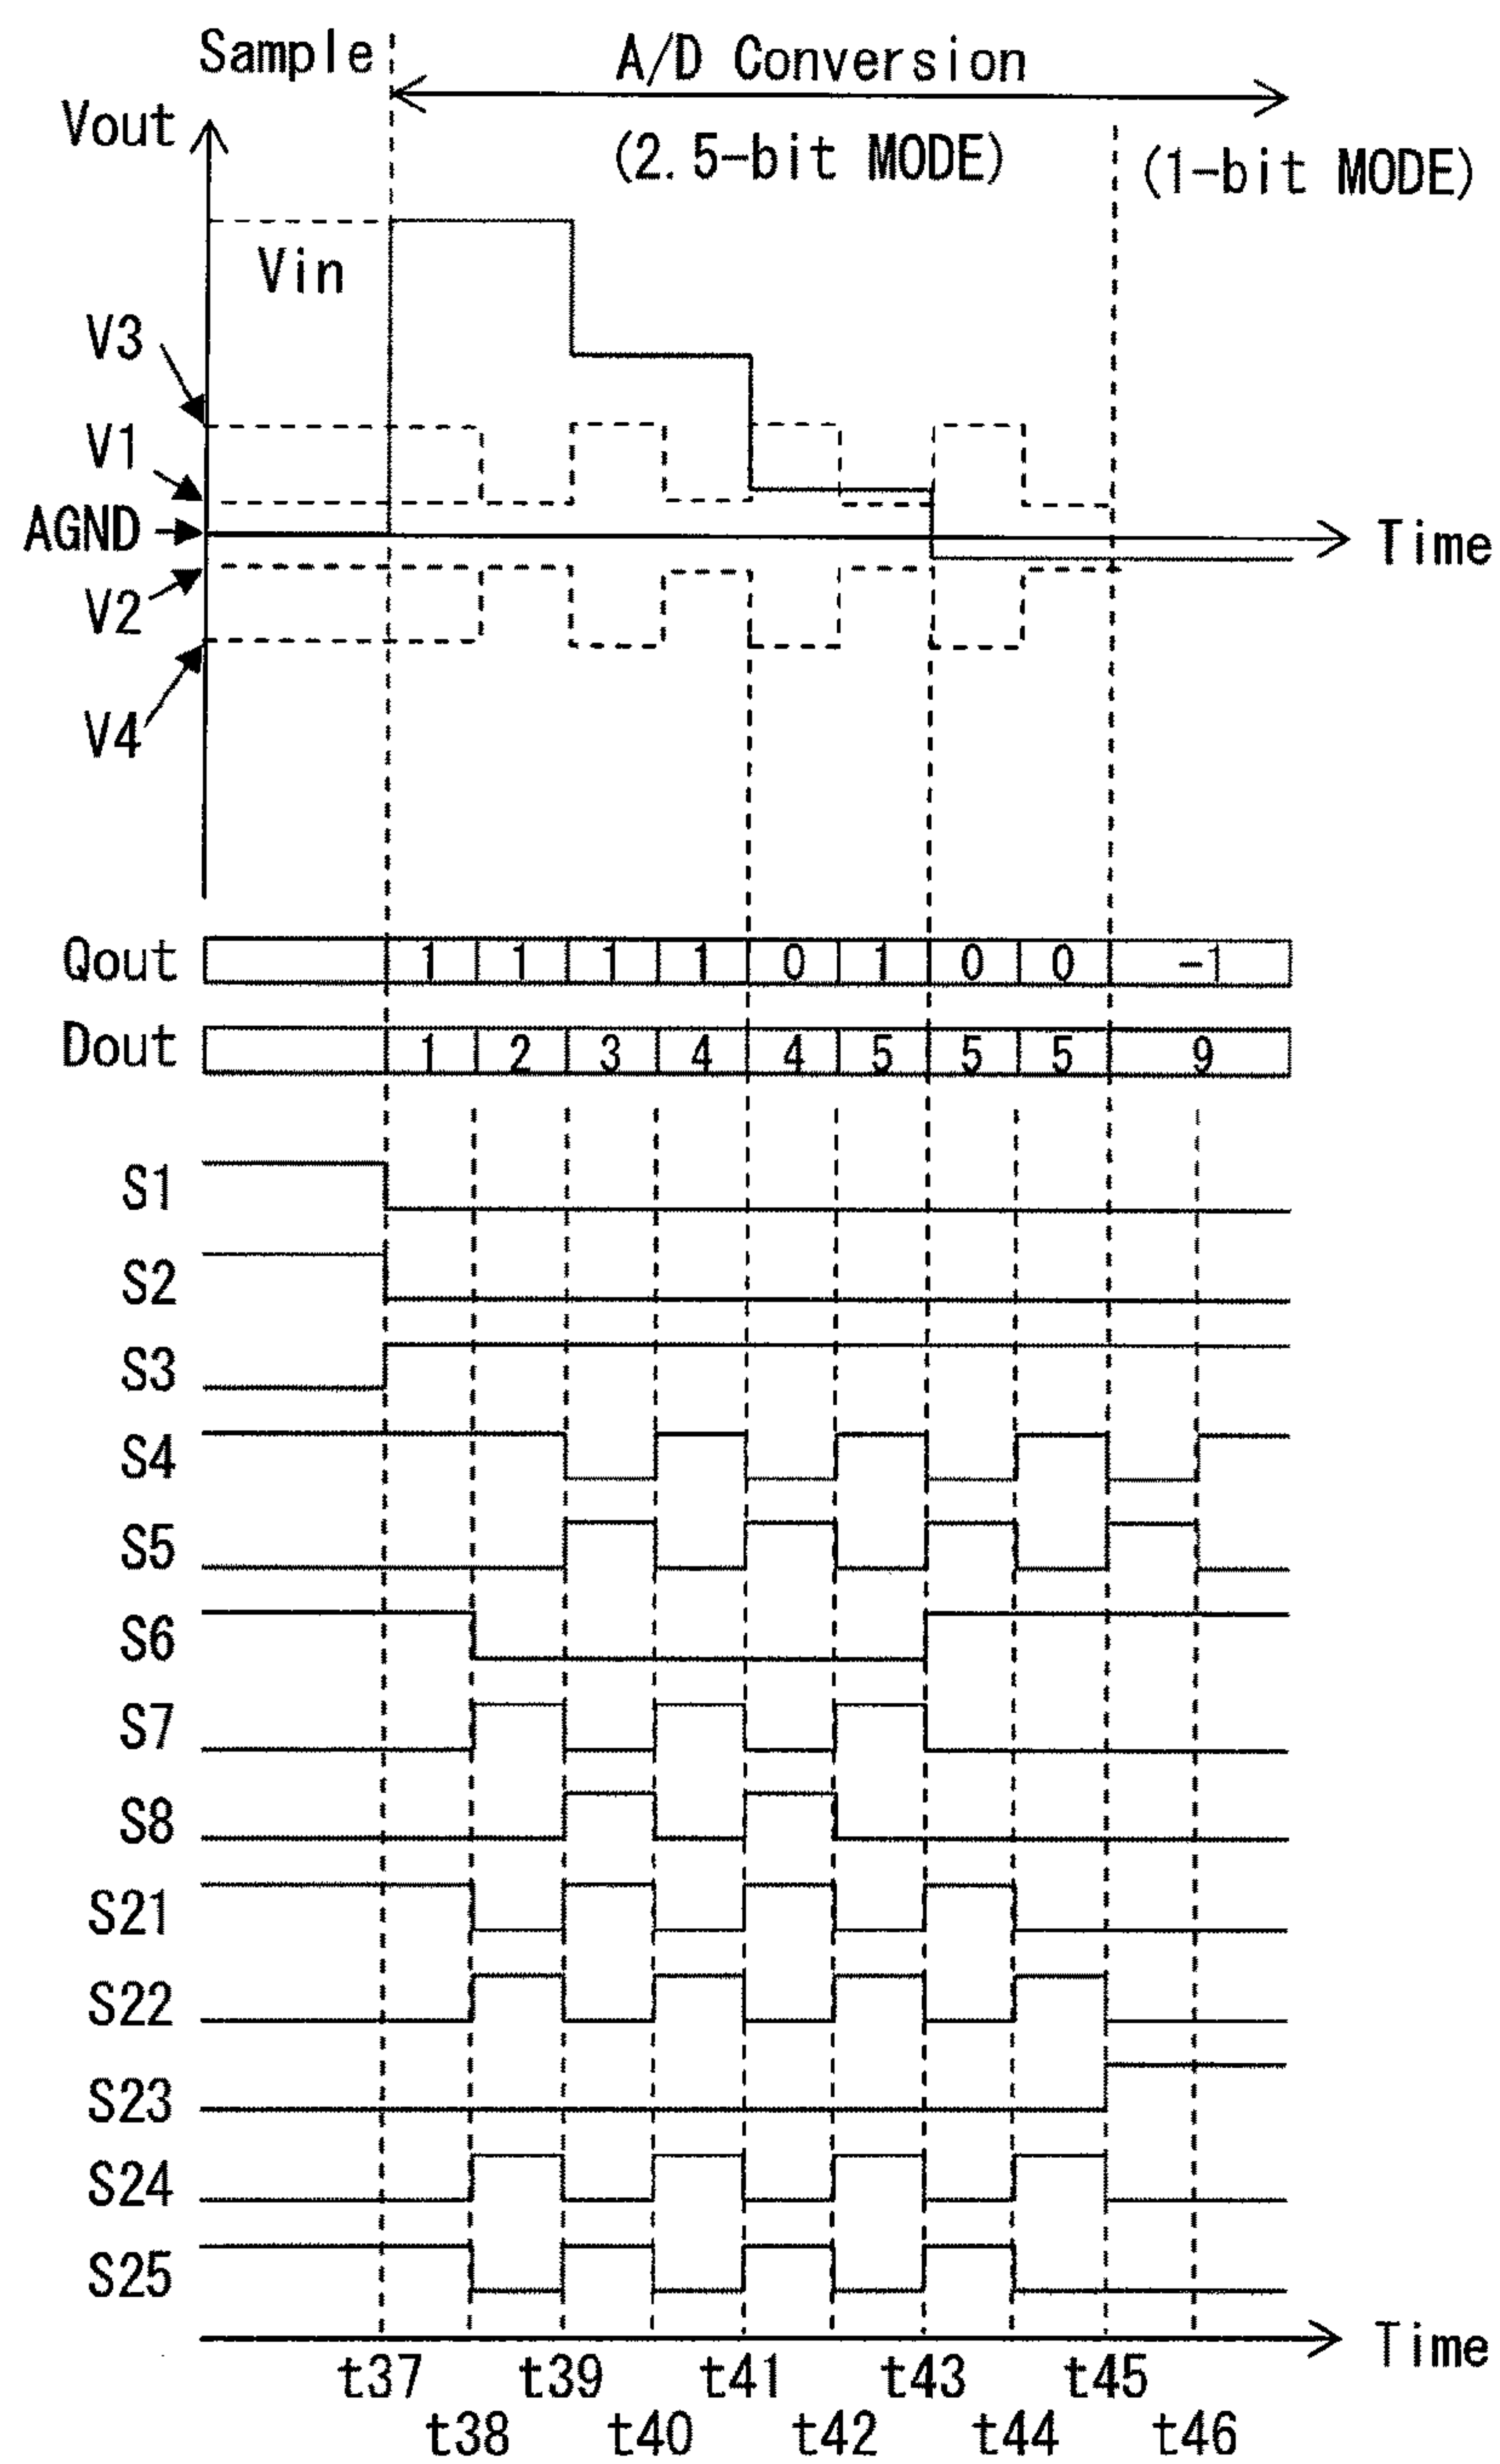 Sample
A/D Conversion
Vout
(2.5-bit MODE)
(1-bit MODE)
Vin
V3
V1
AGND
Time
V2
V4
Qout 1 1 1 1 0 1 0 0 -1
Dout 1 2 3 4 4 5 5 5 9
S1
S2
S3
S4
S5
S6
S7
S8
S21
S22
S23
S24
S25
Time
t37 t39 t41 t43 t45
t38 t40 t42 t44 t46